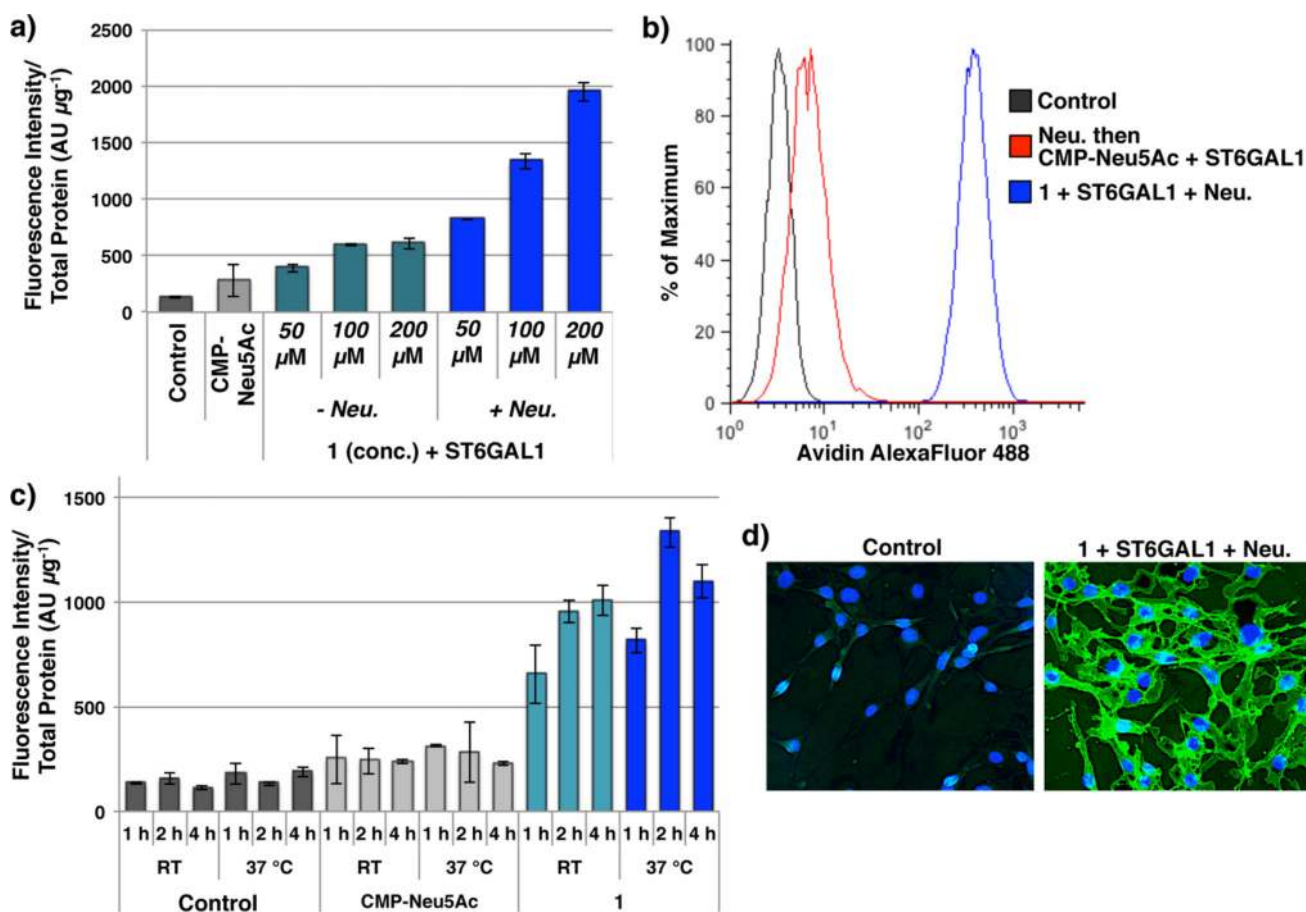 a)
Fluorescence Intensity/
Total Protein (AU µg⁻¹)
2500
2000
1500
1000
500
0
Control
CMP-
Neu5Ac
50 µM
100 µM
200 µM
50 µM
100 µM
200 µM
- Neu.
+ Neu.
1 (conc.) + ST6GAL1
b)
% of Maximum
100
80
60
40
20
0
10⁰
10¹
10²
10³
Avidin AlexaFluor 488
Control
Neu. then
CMP-Neu5Ac + ST6GAL1
1 + ST6GAL1 + Neu.
c)
Fluorescence Intensity/
Total Protein (AU µg⁻¹)
1500
1000
500
0
1 h 2 h 4 h 1 h 2 h 4 h 1 h 2 h 4 h 1 h 2 h 4 h 1 h 2 h 4 h 1 h 2 h 4 h
RT 37 °C RT 37 °C RT 37 °C
Control CMP-Neu5Ac 1
d)
Control
1 + ST6GAL1 + Neu.